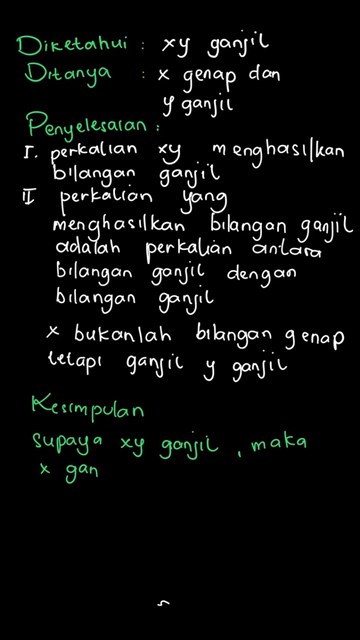 Diketahui : xy ganjil
Ditanya : x genap dan
y ganjil
Penyelesaian :
I. perkalian xy menghasilkan
bilangan ganjil
II perkalian yang
menghasilkan bilangan ganjil
adalah perkalian antara
bilangan ganjil dengan
bilangan ganjil
x bukanlah bilangan genap
tetapi ganjil y ganjil
Kesimpulan
supaya xy ganjil , maka
x gan